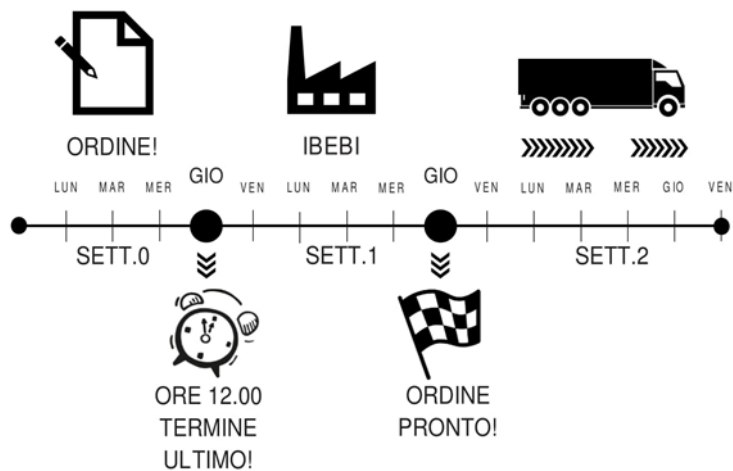 ORDINE!
IBEBI
LUN MAR MER GIO VEN LUN MAR MER GIO VEN LUN MAR MER GIO VEN
SETT.0 SETT.1 SETT.2
ORE 12.00
TERMINE
ULTIMO!
ORDINE
PRONTO!